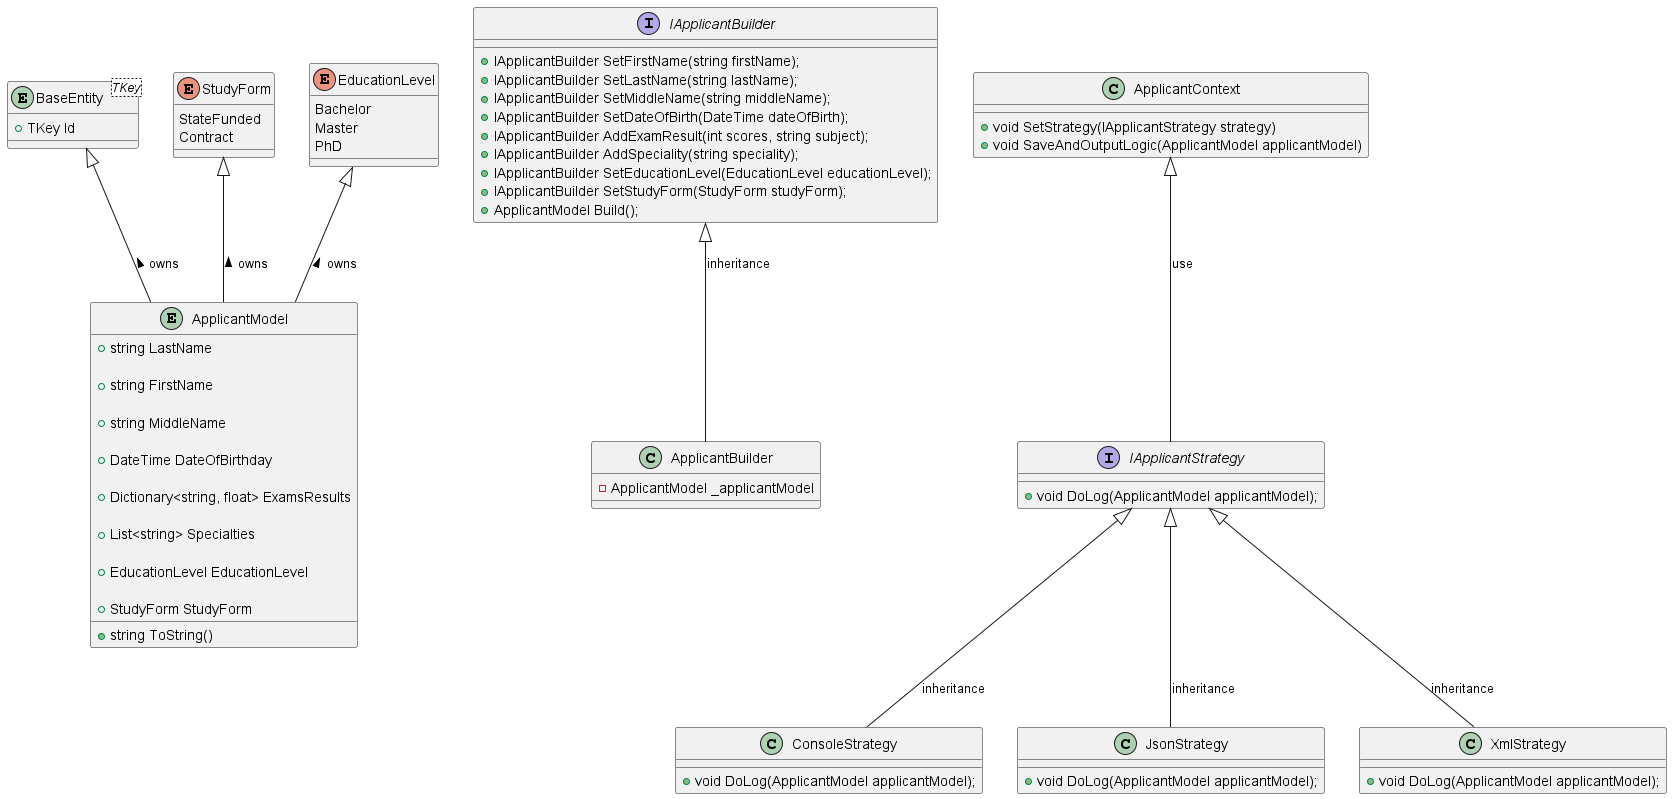 E BaseEntity
TKey
TKey Id
E StudyForm
StateFunded
Contract
E EducationLevel
Bachelor
Master
PhD
owns
owns
owns
E ApplicantModel
string LastName
string FirstName
string MiddleName
DateTime DateOfBirthday
Dictionary<string, float> ExamsResults
List<string> Specialties
EducationLevel EducationLevel
StudyForm StudyForm
string ToString()
I IApplicantBuilder
IApplicantBuilder SetFirstName(string firstName);
IApplicantBuilder SetLastName(string lastName);
IApplicantBuilder SetMiddleName(string middleName);
IApplicantBuilder SetDateOfBirth(DateTime dateOfBirth);
IApplicantBuilder AddExamResult(int scores, string subject);
IApplicantBuilder AddSpeciality(string speciality);
IApplicantBuilder SetEducationLevel(EducationLevel educationLevel);
IApplicantBuilder SetStudyForm(StudyForm studyForm);
ApplicantModel Build();
inheritance
C ApplicantBuilder
ApplicantModel _applicantModel
C ApplicantContext
void SetStrategy(IApplicantStrategy strategy)
void SaveAndOutputLogic(ApplicantModel applicantModel)
use
I IApplicantStrategy
void DoLog(ApplicantModel applicantModel);
inheritance
inheritance
inheritance
C ConsoleStrategy
void DoLog(ApplicantModel applicantModel);
C JsonStrategy
void DoLog(ApplicantModel applicantModel);
C XmlStrategy
void DoLog(ApplicantModel applicantModel);